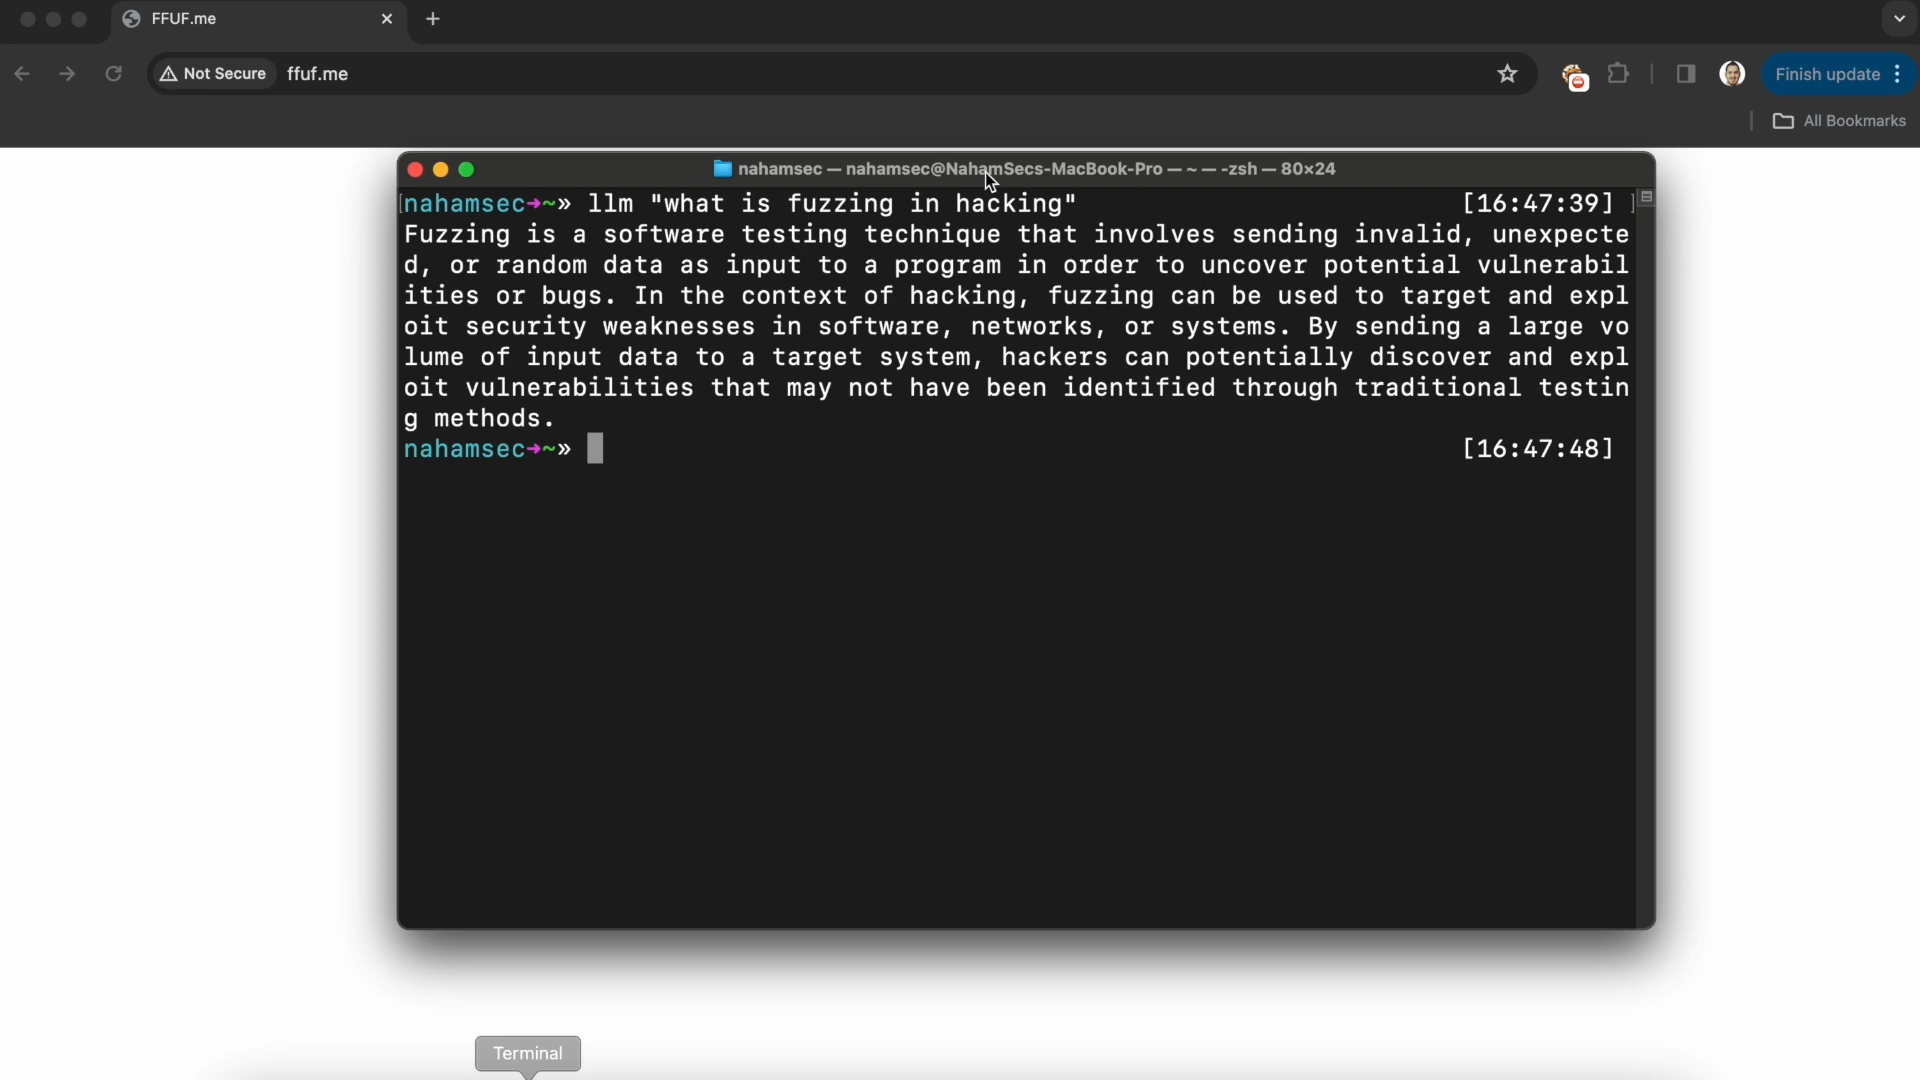 FFUF.me
Not Secure ffuf.me Finish update
All Bookmarks
nahamsec — nahamsec@NahamSecs-MacBook-Pro — ~ — -zsh — 80×24
[nahamsec→~» llm "what is fuzzing in hacking" [16:47:39] ]
Fuzzing is a software testing technique that involves sending invalid, unexpecte
d, or random data as input to a program in order to uncover potential vulnerabil
ities or bugs. In the context of hacking, fuzzing can be used to target and expl
oit security weaknesses in software, networks, or systems. By sending a large vo
lume of input data to a target system, hackers can potentially discover and expl
oit vulnerabilities that may not have been identified through traditional testin
g methods.
nahamsec→~» [16:47:48]
Terminal